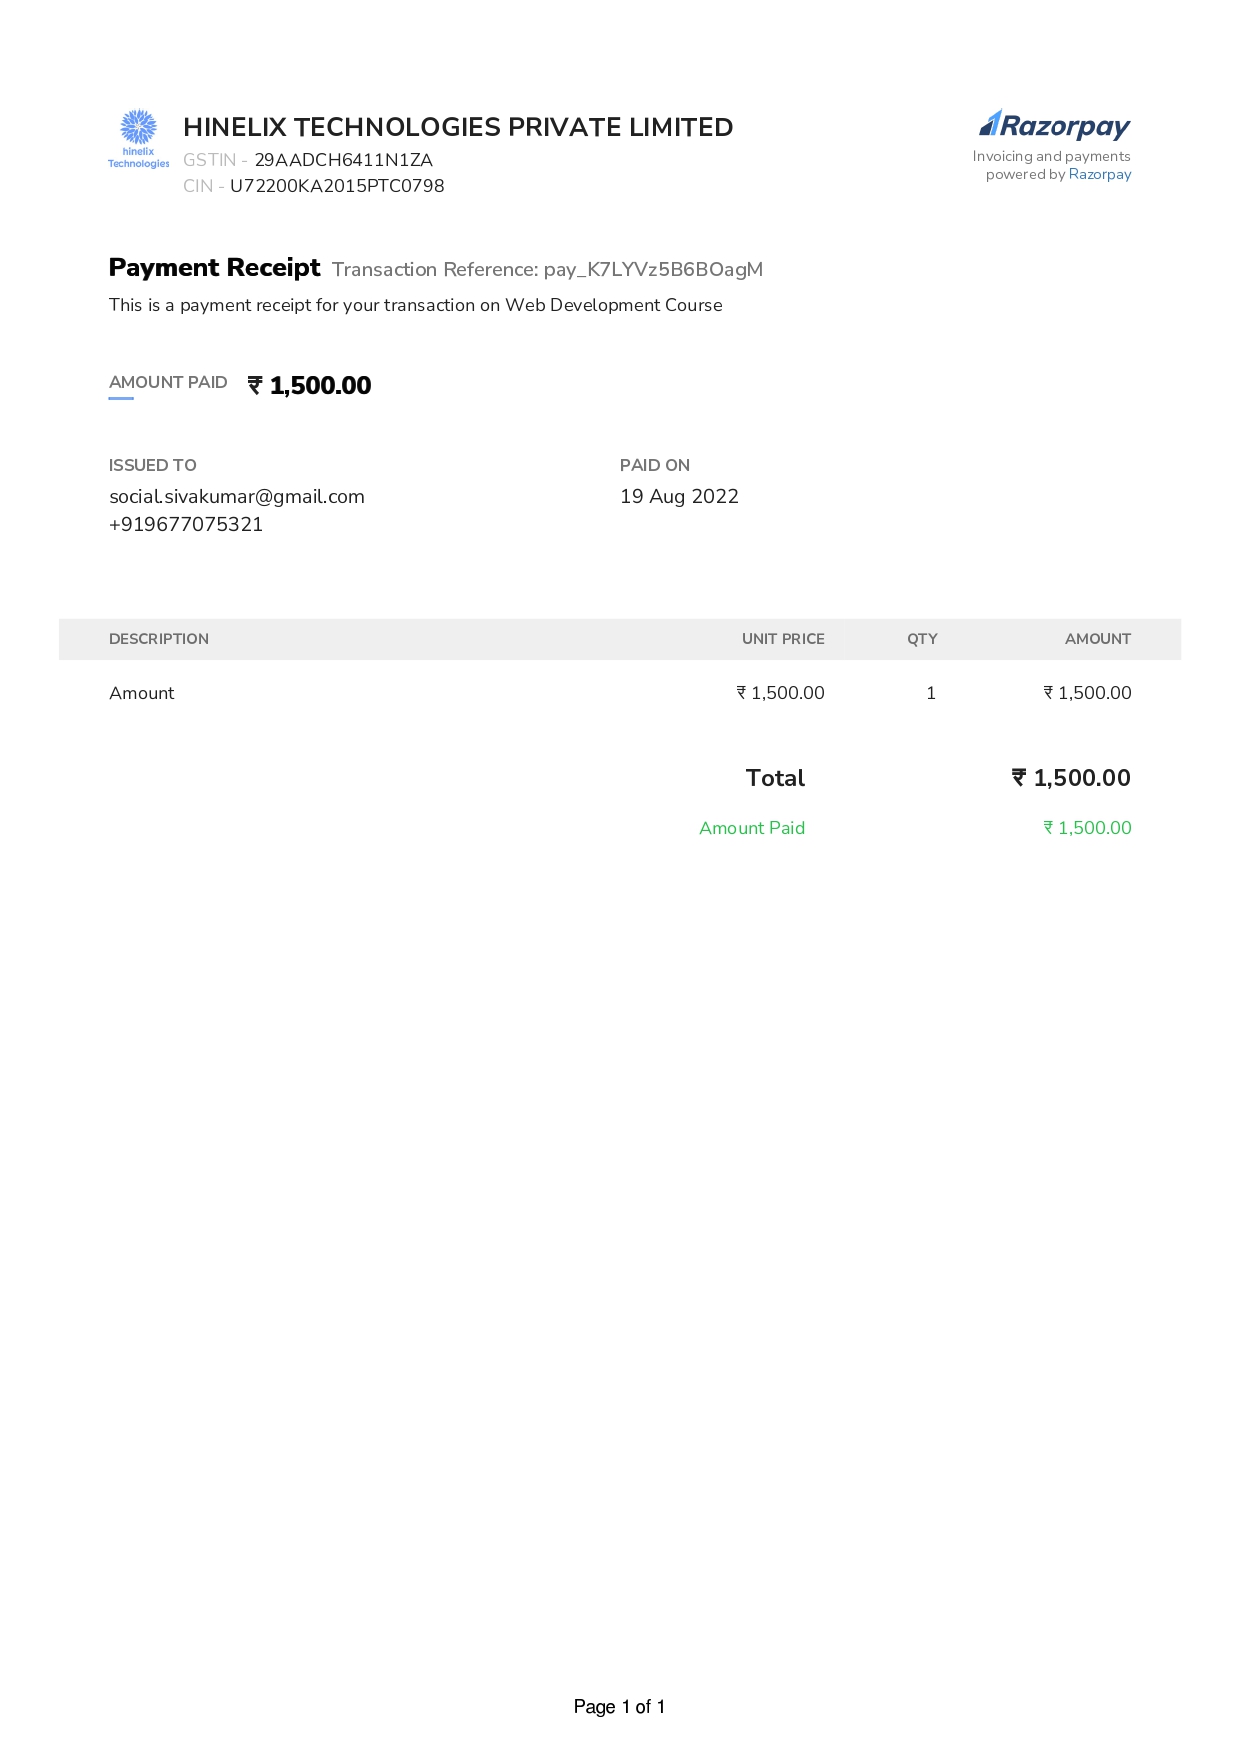 hinelix
Technologies
HINELIX TECHNOLOGIES PRIVATE LIMITED
GSTIN - 29AADCH6411N1ZA
CIN - U72200KA2015PTC0798
Razorpay
Invoicing and payments
powered by Razorpay
Payment Receipt Transaction Reference: pay_K7LYVz5B6BOagM
This is a payment receipt for your transaction on Web Development Course
AMOUNT PAID ₹ 1,500.00
ISSUED TO PAID ON
social.sivakumar@gmail.com 19 Aug 2022
+919677075321
DESCRIPTION UNIT PRICE QTY AMOUNT
Amount ₹ 1,500.00 1 ₹ 1,500.00
Total ₹ 1,500.00
Amount Paid ₹ 1,500.00
Page 1 of 1